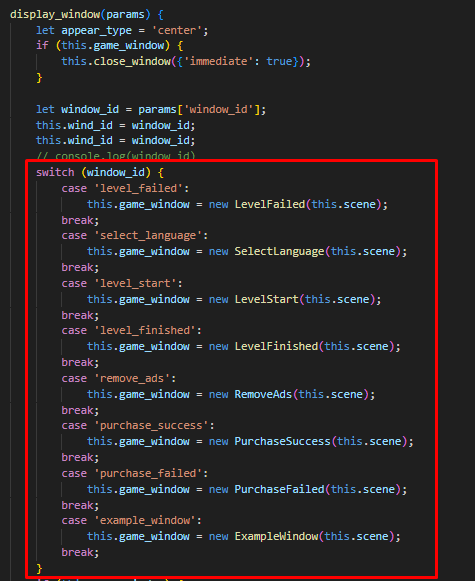 display_window(params) {
    let appear_type = 'center';
    if (this.game_window) {
        this.close_window({'immediate': true});
    }
    let window_id = params['window_id'];
    this.wind_id = window_id;
    this.wind_id = window_id;
    // console.log(window_id)
    switch (window_id) {
        case 'level_failed':
            this.game_window = new LevelFailed(this.scene);
        break;
        case 'select_language':
            this.game_window = new SelectLanguage(this.scene);
        break;
        case 'level_start':
            this.game_window = new LevelStart(this.scene);
        break;
        case 'level_finished':
            this.game_window = new LevelFinished(this.scene);
        break;
        case 'remove_ads':
            this.game_window = new RemoveAds(this.scene);
        break;
        case 'purchase_success':
            this.game_window = new PurchaseSuccess(this.scene);
        break;
        case 'purchase_failed':
            this.game_window = new PurchaseFailed(this.scene);
        break;
        case 'example_window':
            this.game_window = new ExampleWindow(this.scene);
        break;
    }